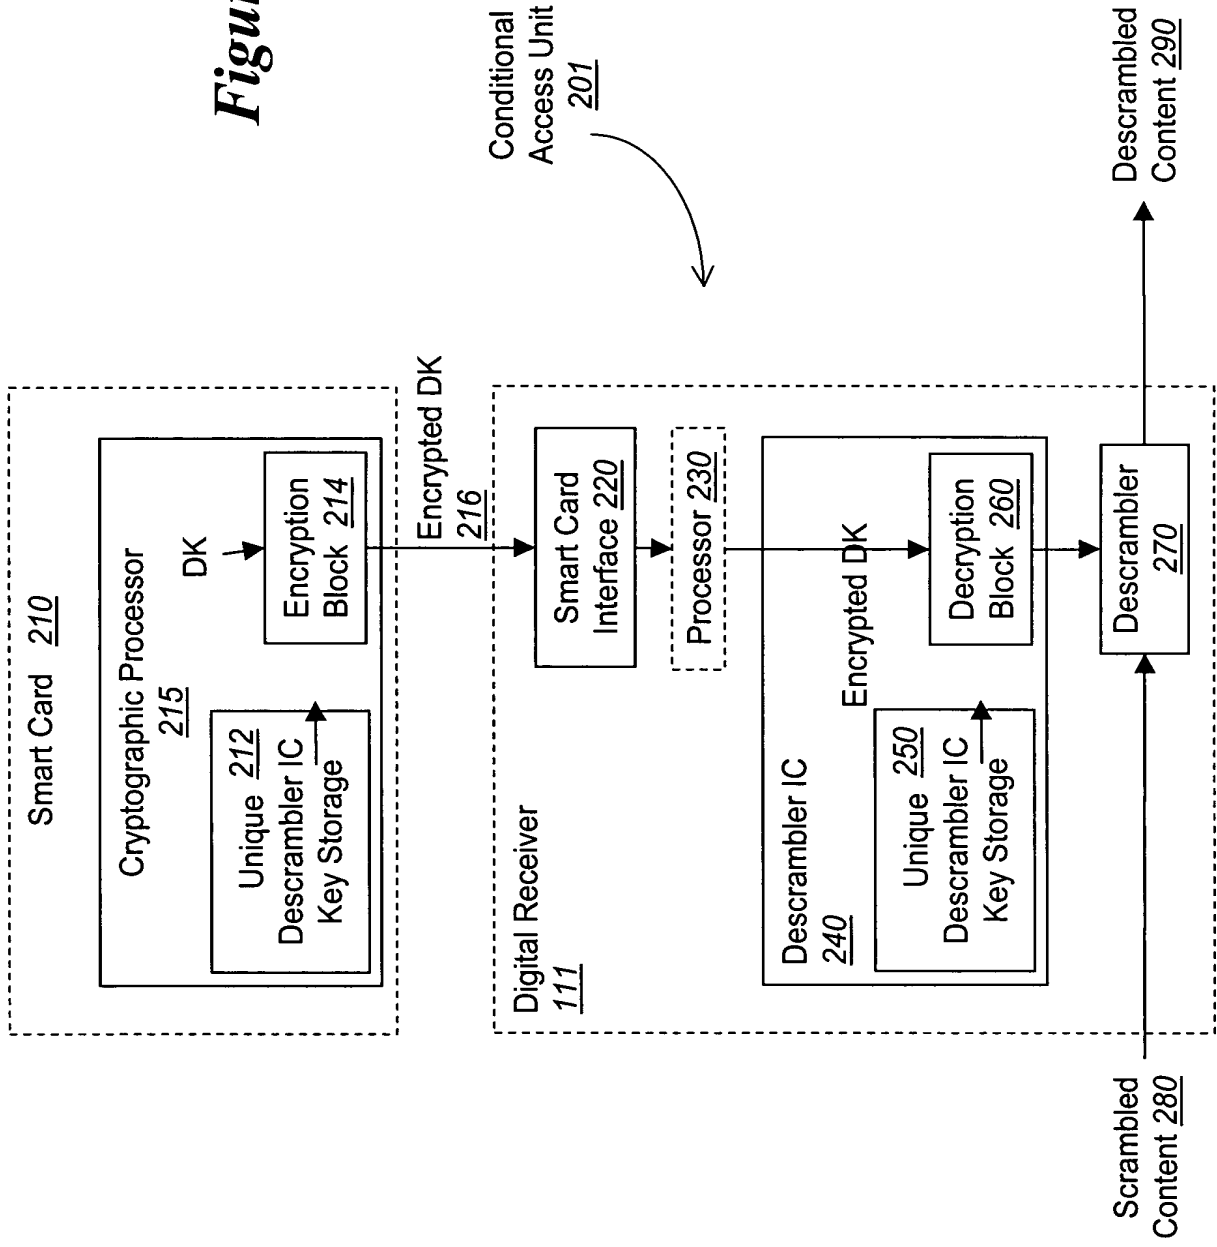 Figu
Conditional
Access Unit
201
Smart Card 210
Cryptographic Processor
215
DK
Encryption
Block 214
Unique 212
Descrambler IC
Key Storage
Encrypted DK
216
Digital Receiver
111
Smart Card
Interface 220
Processor 230
Descrambler IC
240
Encrypted DK
Unique 250
Descrambler IC
Key Storage
Decryption
Block 260
Descrambler
270
Scrambled
Content 280
Descrambled
Content 290